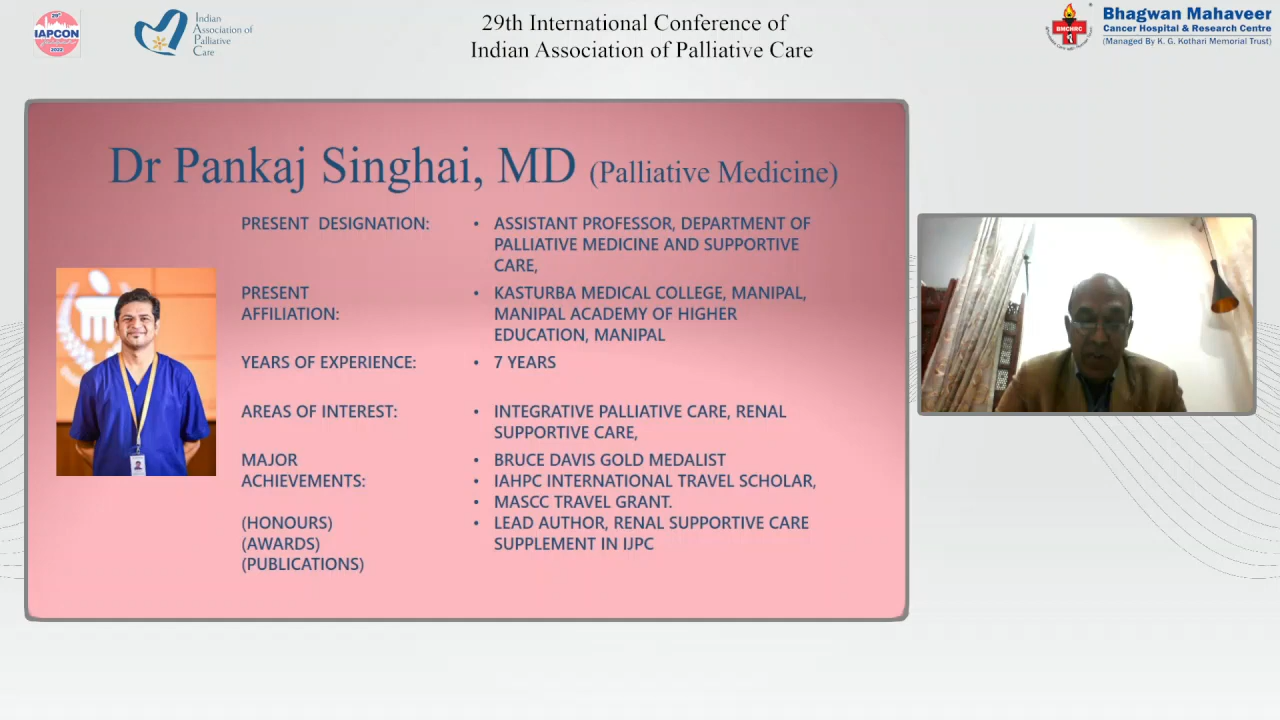 29th
IAPCON
2022
Indian
Association of
Palliative
Care
29th International Conference of
Indian Association of Palliative Care
BMCHRC
Bhagwan Mahaveer
Cancer Hospital & Research Centre
(Managed By K. G. Kothari Memorial Trust)
Dr Pankaj Singhai, MD (Palliative Medicine)
PRESENT DESIGNATION:
• ASSISTANT PROFESSOR, DEPARTMENT OF
PALLIATIVE MEDICINE AND SUPPORTIVE
CARE,
PRESENT
AFFILIATION:
• KASTURBA MEDICAL COLLEGE, MANIPAL,
MANIPAL ACADEMY OF HIGHER
EDUCATION, MANIPAL
YEARS OF EXPERIENCE:
• 7 YEARS
AREAS OF INTEREST:
• INTEGRATIVE PALLIATIVE CARE, RENAL
SUPPORTIVE CARE,
MAJOR
ACHIEVEMENTS:
(HONOURS)
(AWARDS)
(PUBLICATIONS)
• BRUCE DAVIS GOLD MEDALIST
• IAHPC INTERNATIONAL TRAVEL SCHOLAR,
• MASCC TRAVEL GRANT.
• LEAD AUTHOR, RENAL SUPPORTIVE CARE
SUPPLEMENT IN IJPC